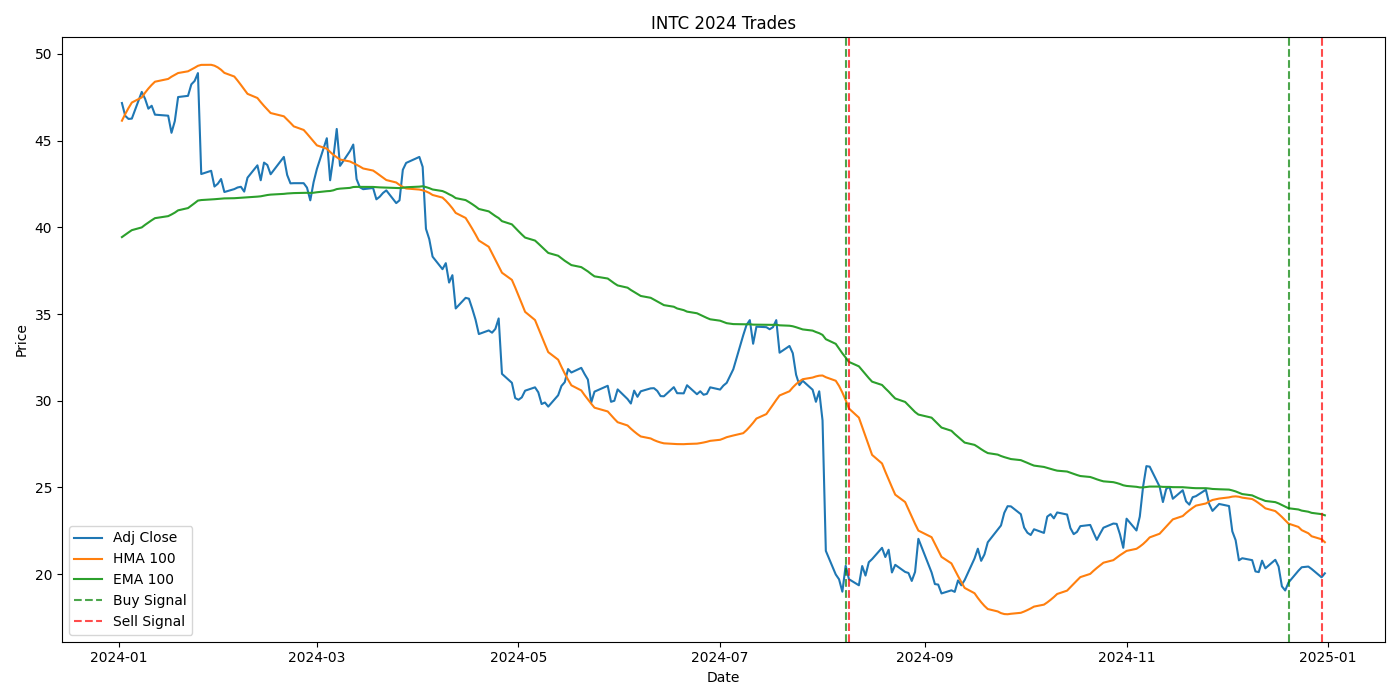 INTC 2024 Trades
Price
50
45
40
35
30
25
20
Adj Close
HMA 100
EMA 100
Buy Signal
Sell Signal
2024-01
2024-03
2024-05
2024-07
2024-09
2024-11
2025-01
Date